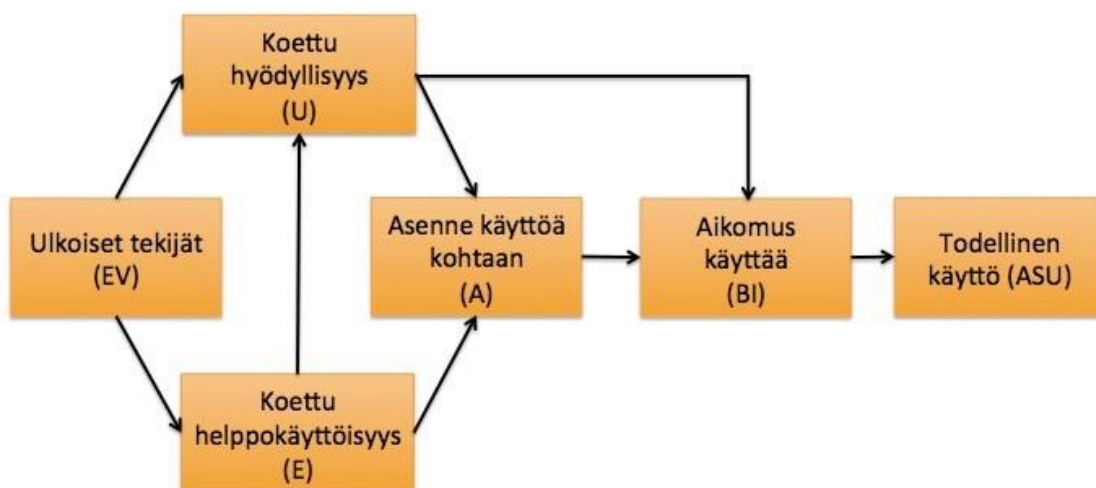 Koettu
hyödyllisyys
(U)
Ulkoiset tekijät
(EV)
Asenne käyttöä
kohtaan
(A)
Aikomus
käyttää
(BI)
Todellinen
käyttö (ASU)
Koettu
helppokäyttöisyys
(E)